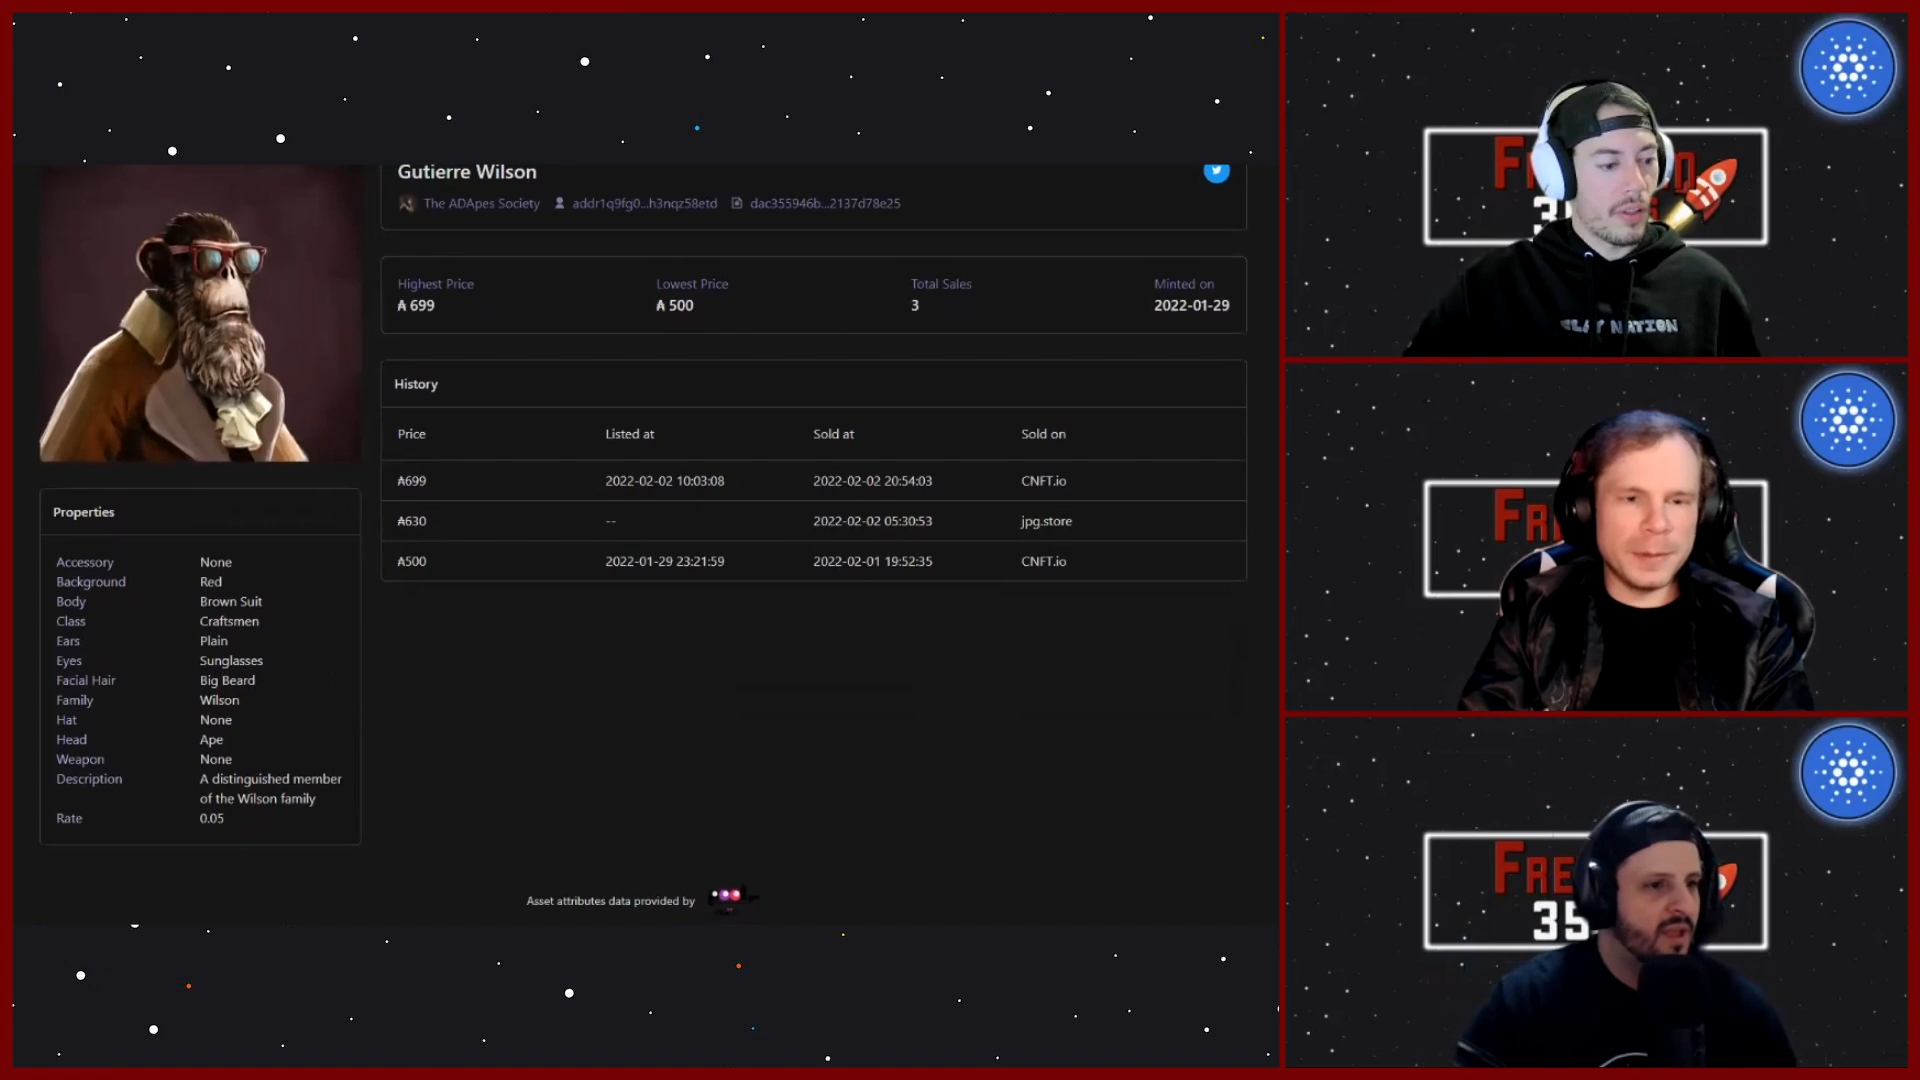 Gutierre Wilson
The ADApes Society addr1q9fg0...h3nqz58etd dac355946b...2137d78e25
Highest Price Lowest Price Total Sales Minted on
₳ 699 ₳ 500 3 2022-01-29
History
Price Listed at Sold at Sold on
₳699 2022-02-02 10:03:08 2022-02-02 20:54:03 CNFT.io
₳630 -- 2022-02-02 05:30:53 jpg.store
₳500 2022-01-29 23:21:59 2022-02-01 19:52:35 CNFT.io
Properties
Accessory None
Background Red
Body Brown Suit
Class Craftsmen
Ears Plain
Eyes Sunglasses
Facial Hair Big Beard
Family Wilson
Hat None
Head Ape
Weapon None
Description A distinguished member
of the Wilson family
Rate 0.05
Asset attributes data provided by
NATION
35